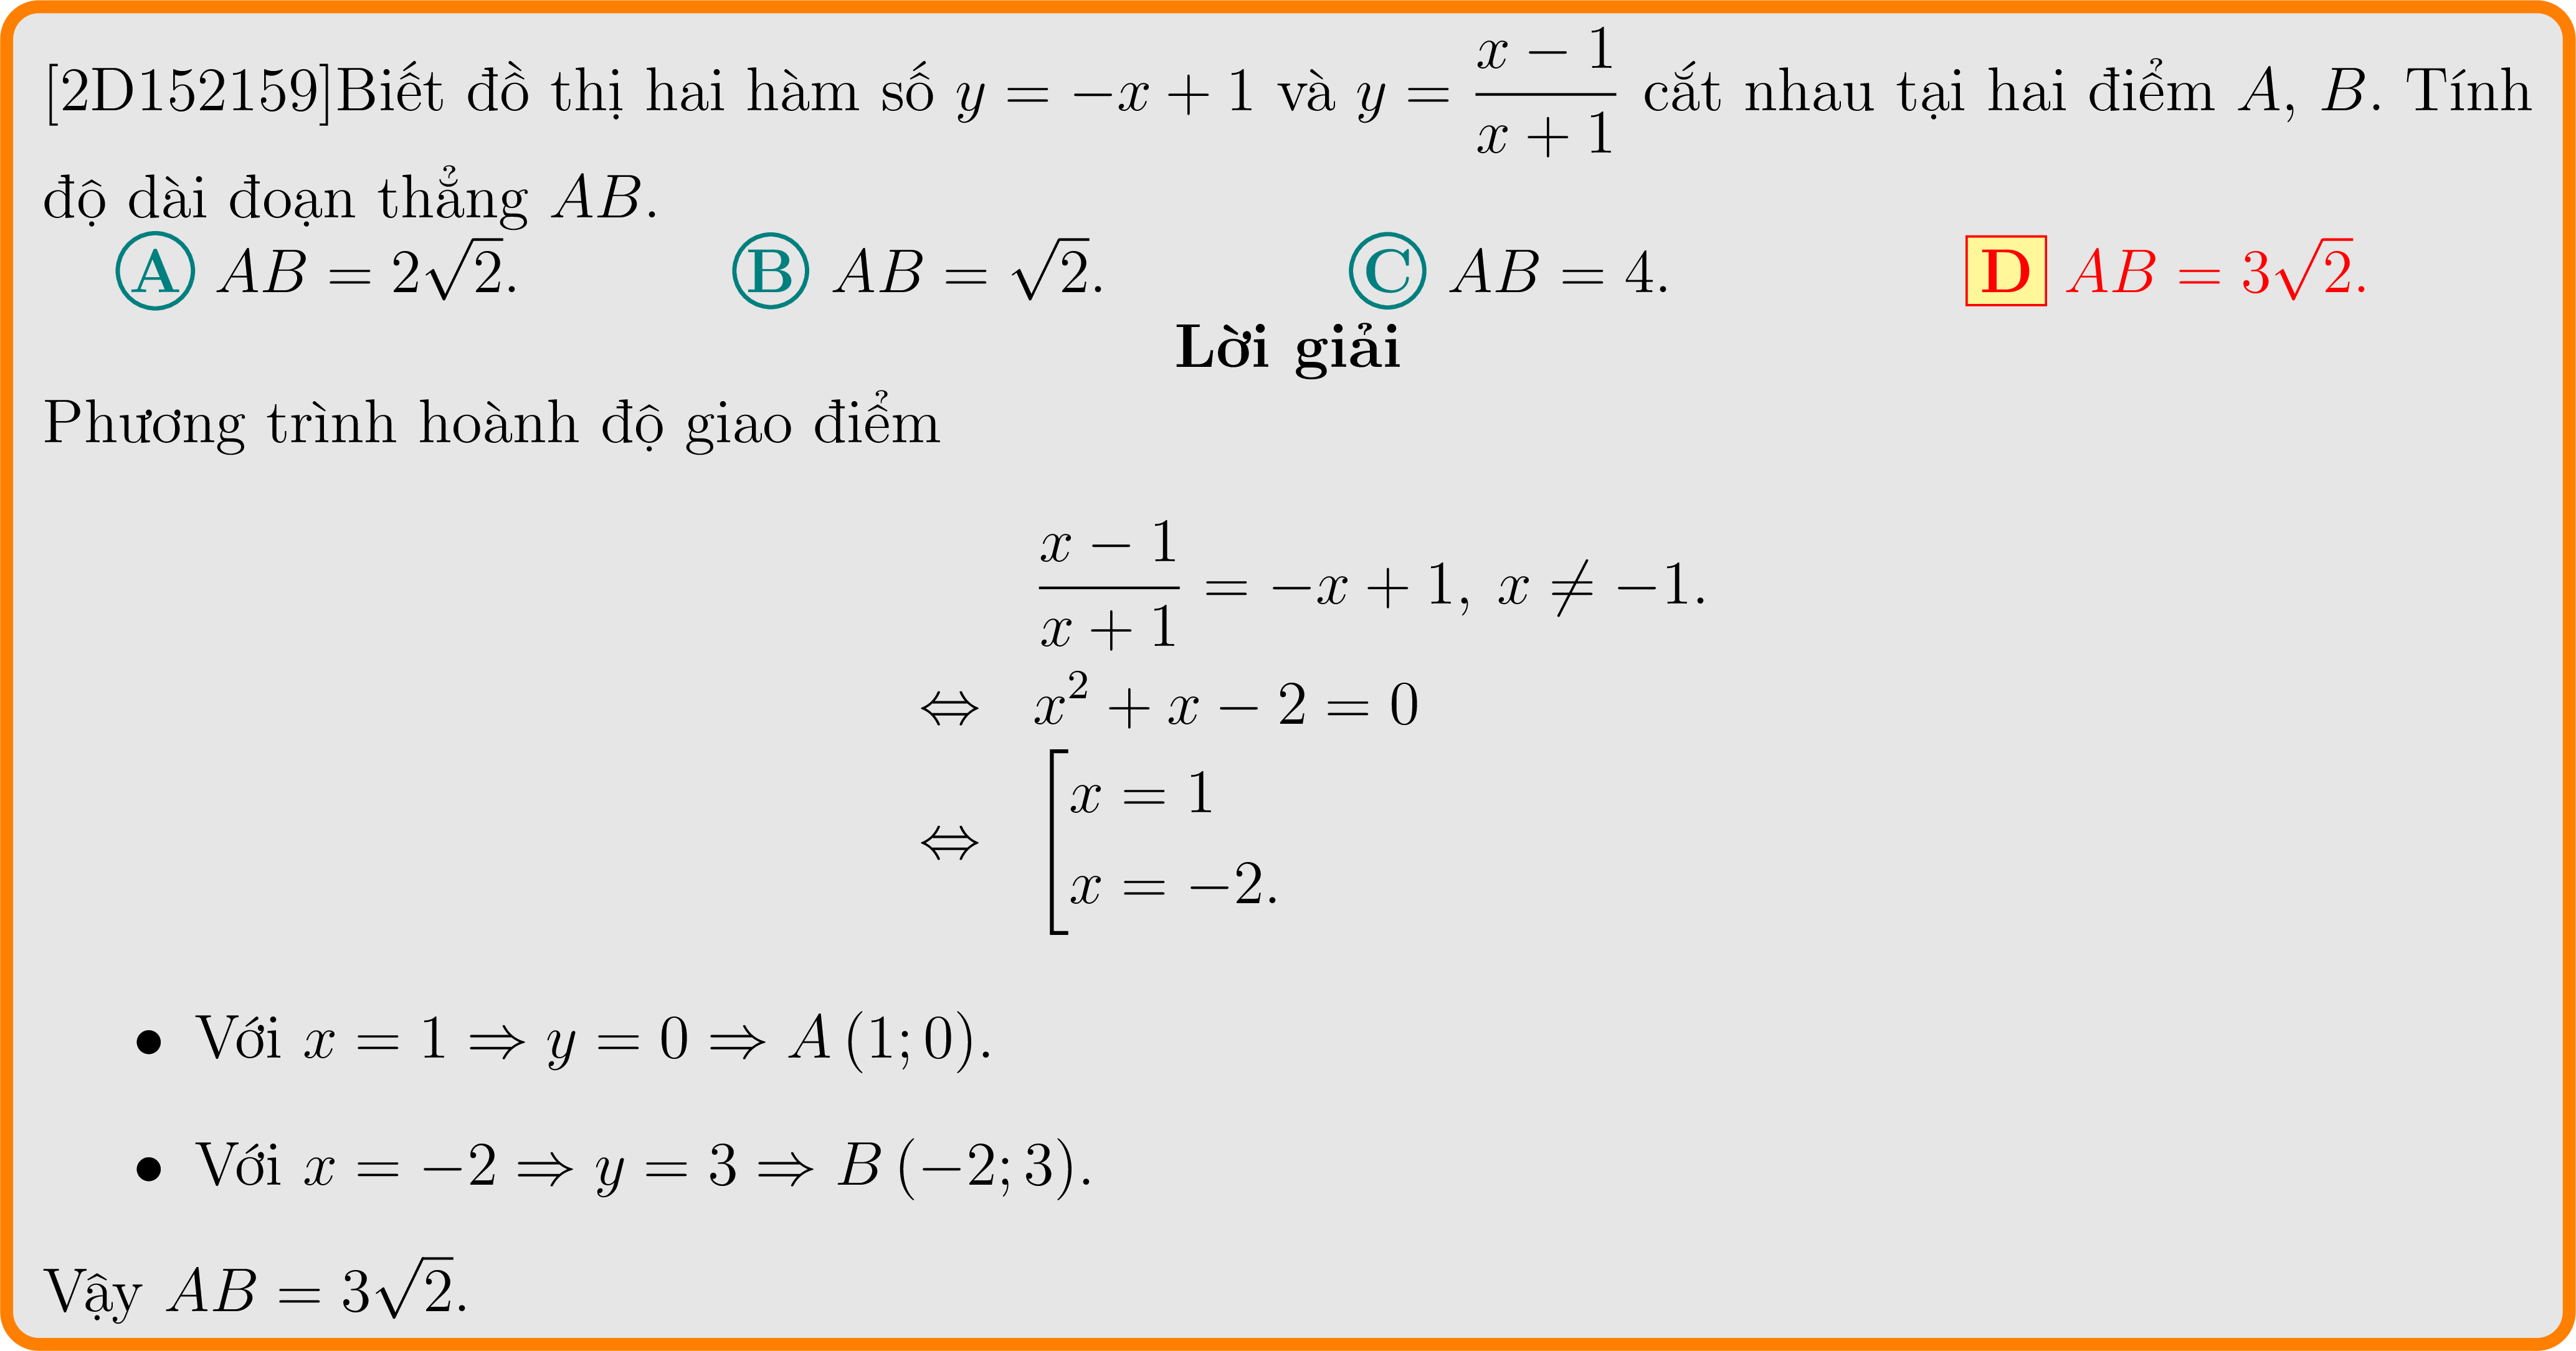 [2D152159]Biết đồ thị hai hàm số $y = -x + 1$ và $y = \dfrac{x-1}{x+1}$ cắt nhau tại hai điểm $A$, $B$. Tính
độ dài đoạn thẳng $AB$.
A $AB = 2\sqrt{2}$. B $AB = \sqrt{2}$. C $AB = 4$. D $AB = 3\sqrt{2}$.
Lời giải
Phương trình hoành độ giao điểm
$\dfrac{x-1}{x+1} = -x + 1,\ x \neq -1.$
$\Leftrightarrow x^2 + x - 2 = 0$
$\Leftrightarrow \left[\begin{array}{l} x = 1 \\ x = -2. \end{array}\right.$
• Với $x = 1 \Rightarrow y = 0 \Rightarrow A(1; 0)$.
• Với $x = -2 \Rightarrow y = 3 \Rightarrow B(-2; 3)$.
Vậy $AB = 3\sqrt{2}$.